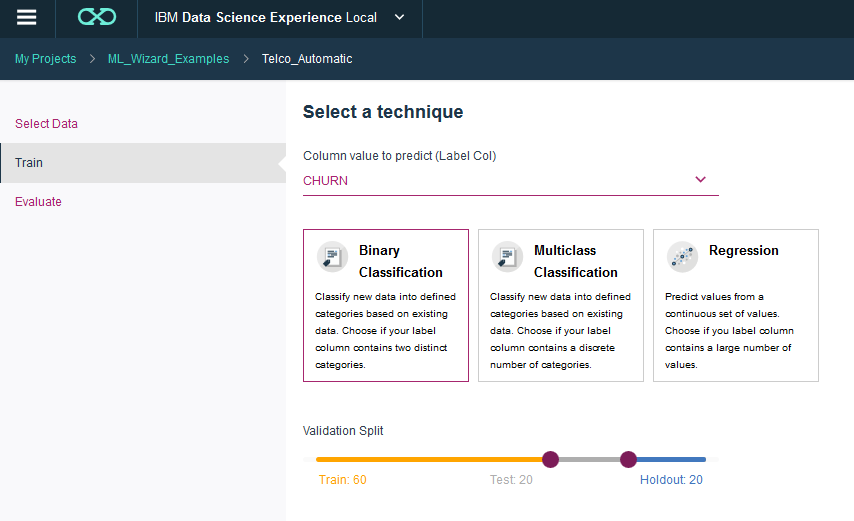 IBM Data Science Experience Local
My Projects > ML_Wizard_Examples > Telco_Automatic
Select Data
Train
Evaluate
Select a technique
Column value to predict (Label Col)
CHURN
Binary
Classification
Classify new data into defined
categories based on existing
data. Choose if your label
column contains two distinct
categories.
Multiclass
Classification
Classify new data into defined
categories based on existing
data. Choose if your label
column contains a discrete
number of categories.
Regression
Predict values from a
continuous set of values.
Choose if you label column
contains a large number of
values.
Validation Split
Train: 60
Test: 20
Holdout: 20